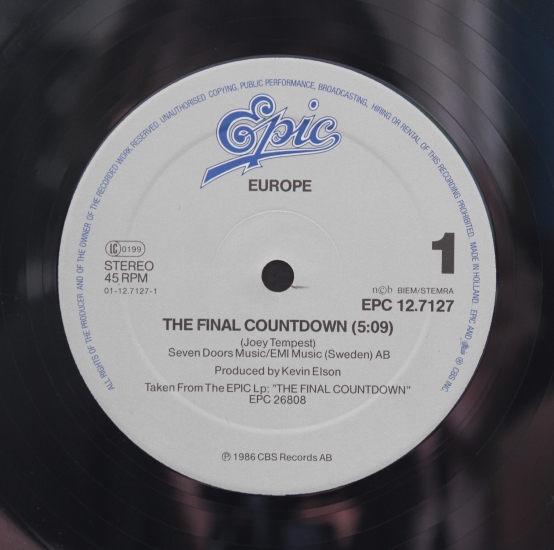 ALL RIGHTS OF THE PRODUCER AND OF THE OWNER OF THE RECORDED WORK RESERVED. UNAUTHORISED COPYING, PUBLIC PERFORMANCE, BROADCASTING, HIRING OR RENTAL OF THIS RECORDING PROHIBITED. MADE IN HOLLAND. EPIC AND Epic ® CBS INC.
Epic
EUROPE
1
LC 0199
STEREO
45 RPM
01-12.7127-1
n©b BIEM/STEMRA
EPC 12.7127
THE FINAL COUNTDOWN (5:09)
(Joey Tempest)
Seven Doors Music/EMI Music (Sweden) AB
Produced by Kevin Elson
Taken From The EPIC Lp: "THE FINAL COUNTDOWN"
EPC 26808
℗ 1986 CBS Records AB